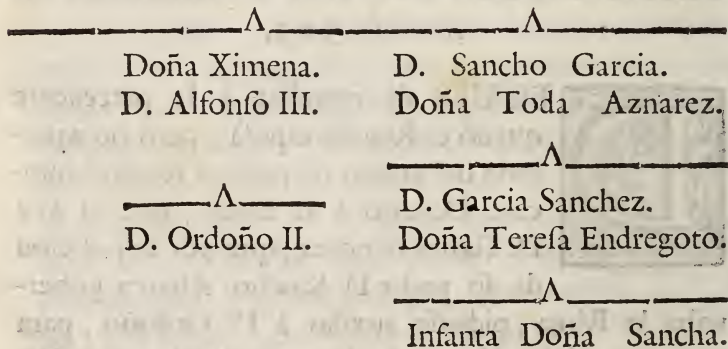 Doña Ximena.
D. Alfonſo III.
D. Sancho Garcia.
Doña Toda Aznarez.
D. Ordoño II.
D. Garcia Sanchez.
Doña Tereſa Endregoto.
Infanta Doña Sancha.